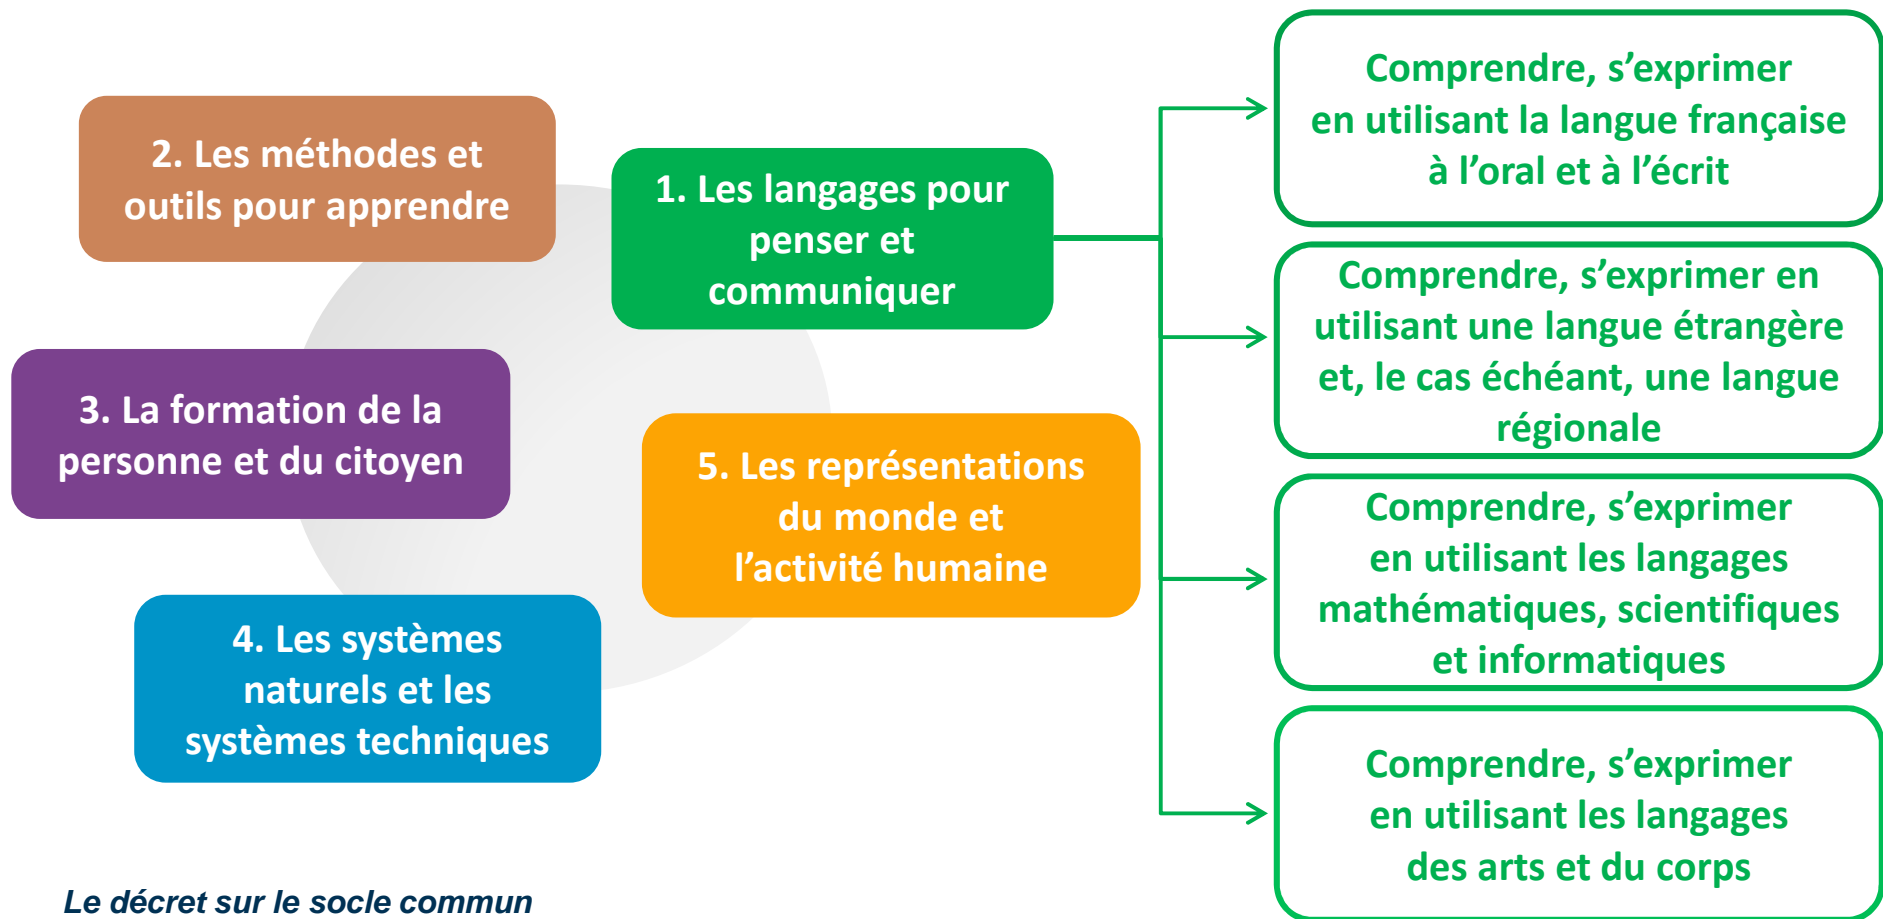 2. Les méthodes et
outils pour apprendre
1. Les langages pour
penser et
communiquer
3. La formation de la
personne et du citoyen
5. Les représentations
du monde et
l’activité humaine
4. Les systèmes
naturels et les
systèmes techniques
Comprendre, s’exprimer
en utilisant la langue française
à l’oral et à l’écrit
Comprendre, s’exprimer en
utilisant une langue étrangère
et, le cas échéant, une langue
régionale
Comprendre, s’exprimer
en utilisant les langages
mathématiques, scientifiques
et informatiques
Comprendre, s’exprimer
en utilisant les langages
des arts et du corps
Le décret sur le socle commun